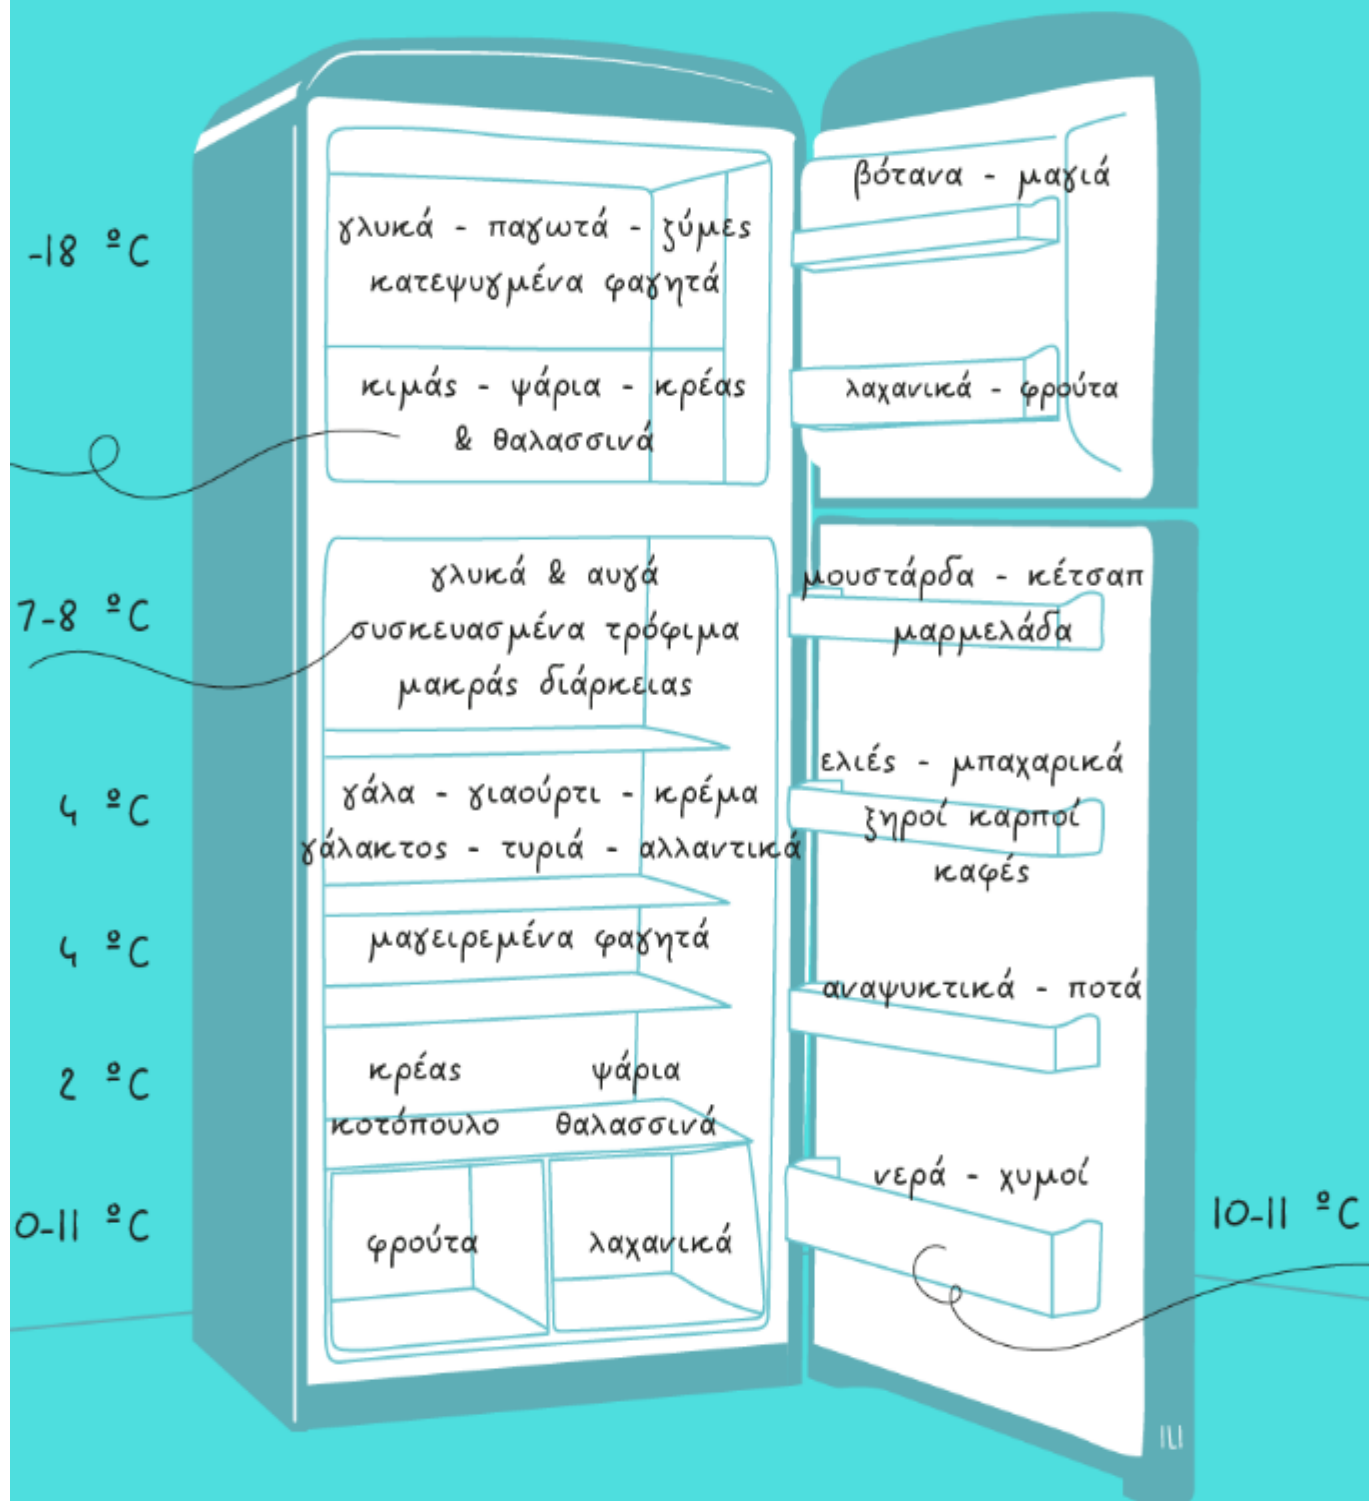 βότανα - μαγιά
-18 ºC
γλυκά - παγωτά - ζύμες
κατεψυγμένα φαγητά
κιμάς - ψάρια - κρέας
& θαλασσινά
λαχανικά - φρούτα
7-8 ºC
γλυκά & αυγά
συσκευασμένα τρόφιμα
μακράς διάρκειας
μουστάρδα - κέτσαπ
μαρμελάδα
4 ºC
γάλα - γιαούρτι - κρέμα
γάλακτος - τυριά - αλλαντικά
ελιές - μπαχαρικά
ξηροί καρποί
καφές
4 ºC
μαγειρεμένα φαγητά
αναψυκτικά - ποτά
2 ºC
κρέας ψάρια
κοτόπουλο θαλασσινά
0-11 ºC
φρούτα λαχανικά
νερά - χυμοί
10-11 ºC